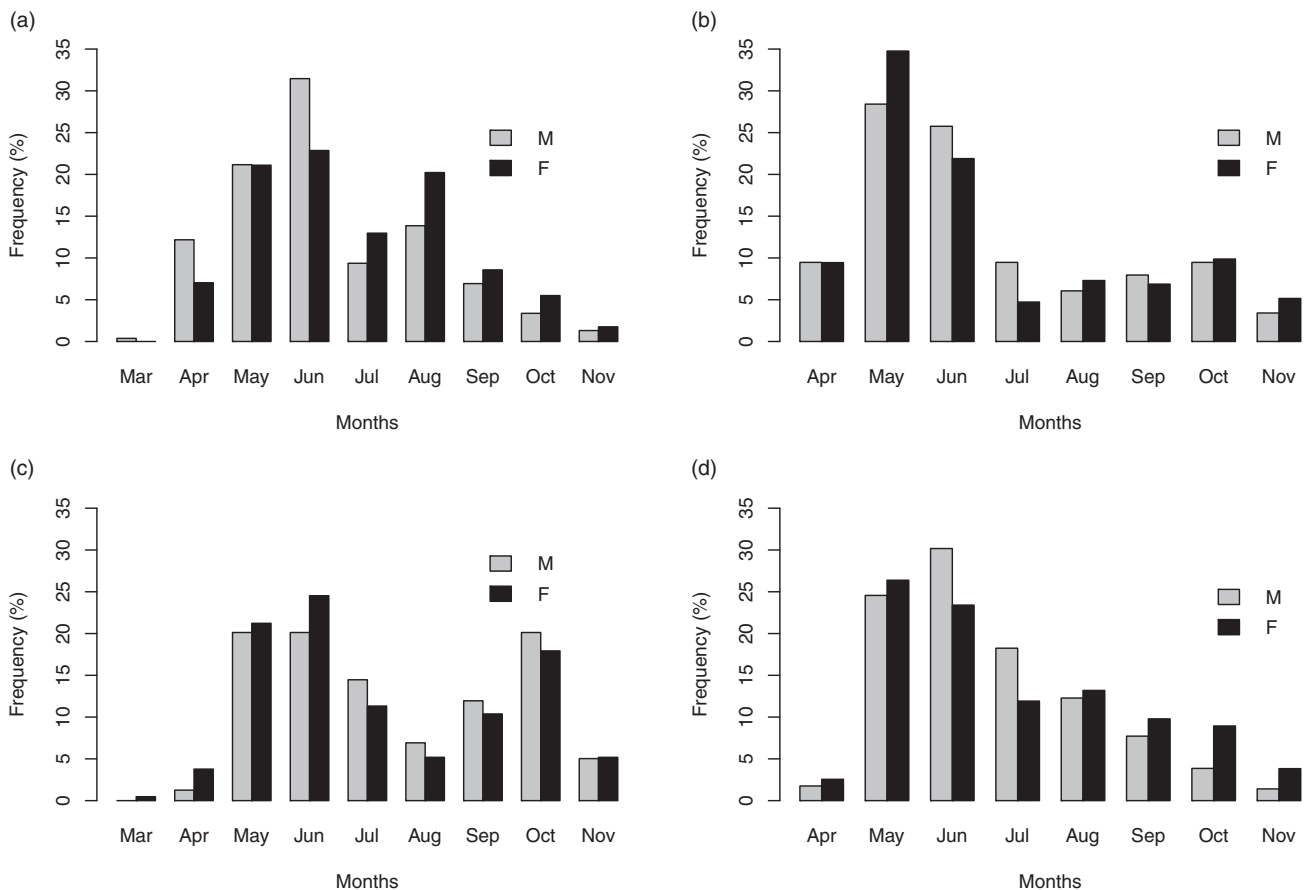 (a)
35
30
25
20
15
10
5
0
Frequency (%)
M
F
Mar Apr May Jun Jul Aug Sep Oct Nov
Months
(b)
35
30
25
20
15
10
5
0
Frequency (%)
M
F
Apr May Jun Jul Aug Sep Oct Nov
Months
(c)
35
30
25
20
15
10
5
0
Frequency (%)
M
F
Mar Apr May Jun Jul Aug Sep Oct Nov
Months
(d)
35
30
25
20
15
10
5
0
Frequency (%)
M
F
Apr May Jun Jul Aug Sep Oct Nov
Months